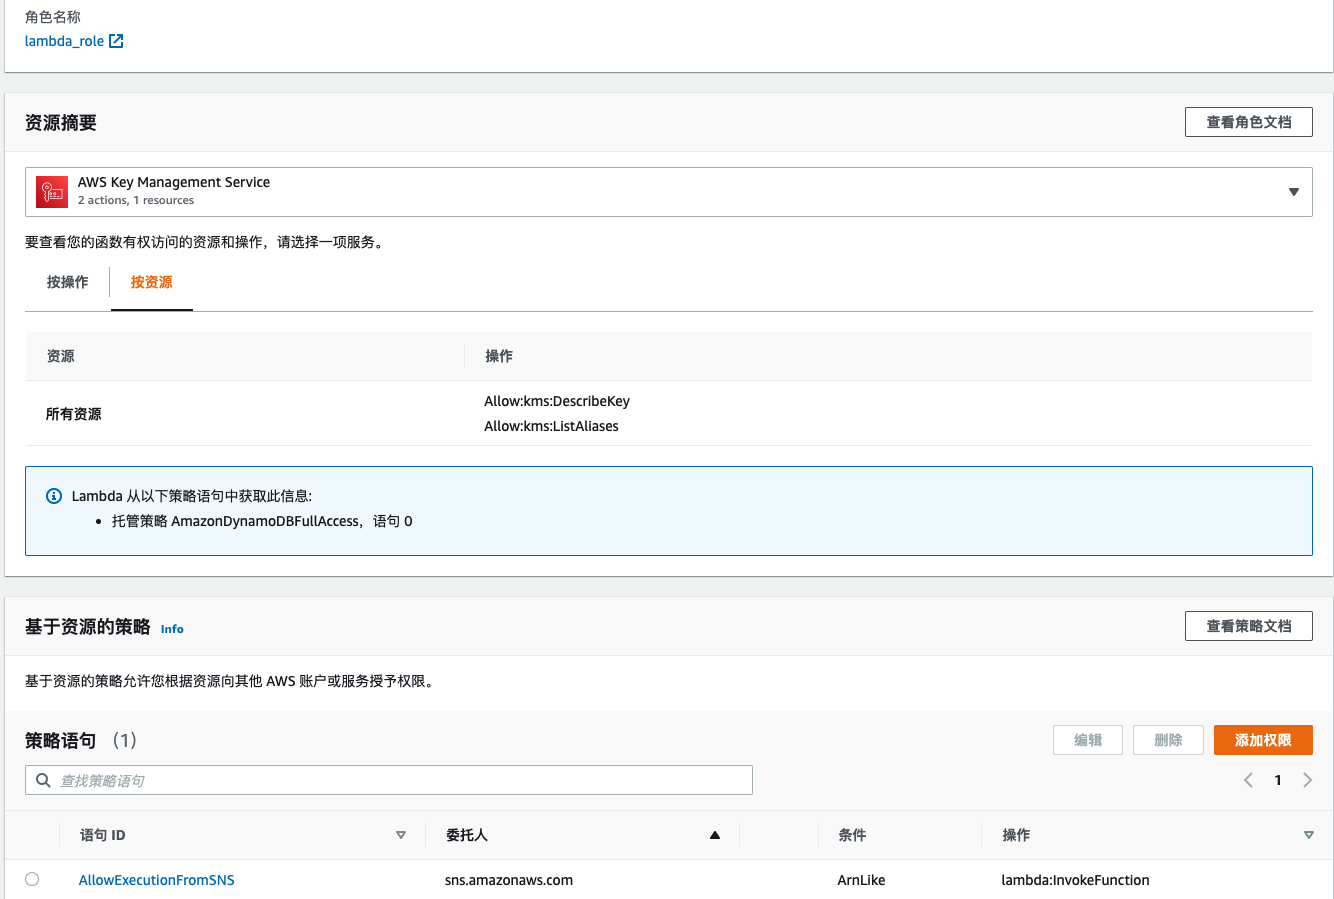 角色名称
lambda_role
资源摘要
查看角色文档
AWS Key Management Service
2 actions, 1 resources
要查看您的函数有权访问的资源和操作，请选择一项服务。
按操作
按资源
资源
操作
所有资源
Allow:kms:DescribeKey
Allow:kms:ListAliases
Lambda 从以下策略语句中获取此信息:
• 托管策略 AmazonDynamoDBFullAccess，语句 0
基于资源的策略 Info
查看策略文档
基于资源的策略允许您根据资源向其他 AWS 账户或服务授予权限。
策略语句 (1)
编辑
删除
添加权限
查找策略语句
1
语句 ID
委托人
条件
操作
AllowExecutionFromSNS
sns.amazonaws.com
ArnLike
lambda:InvokeFunction